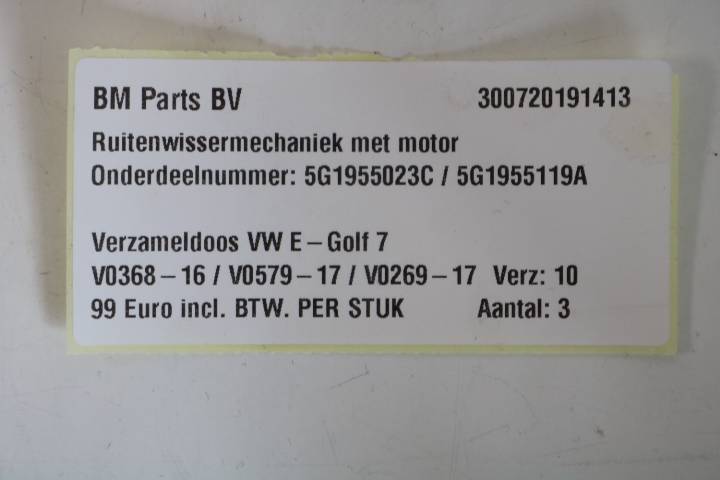 BM Parts BV 300720191413
Ruitenwissermechaniek met motor
Onderdeelnummer: 5G1955023C / 5G1955119A
Verzameldoos VW E – Golf 7
V0368 – 16 / V0579 – 17 / V0269 – 17 Verz: 10
99 Euro incl. BTW. PER STUK Aantal: 3